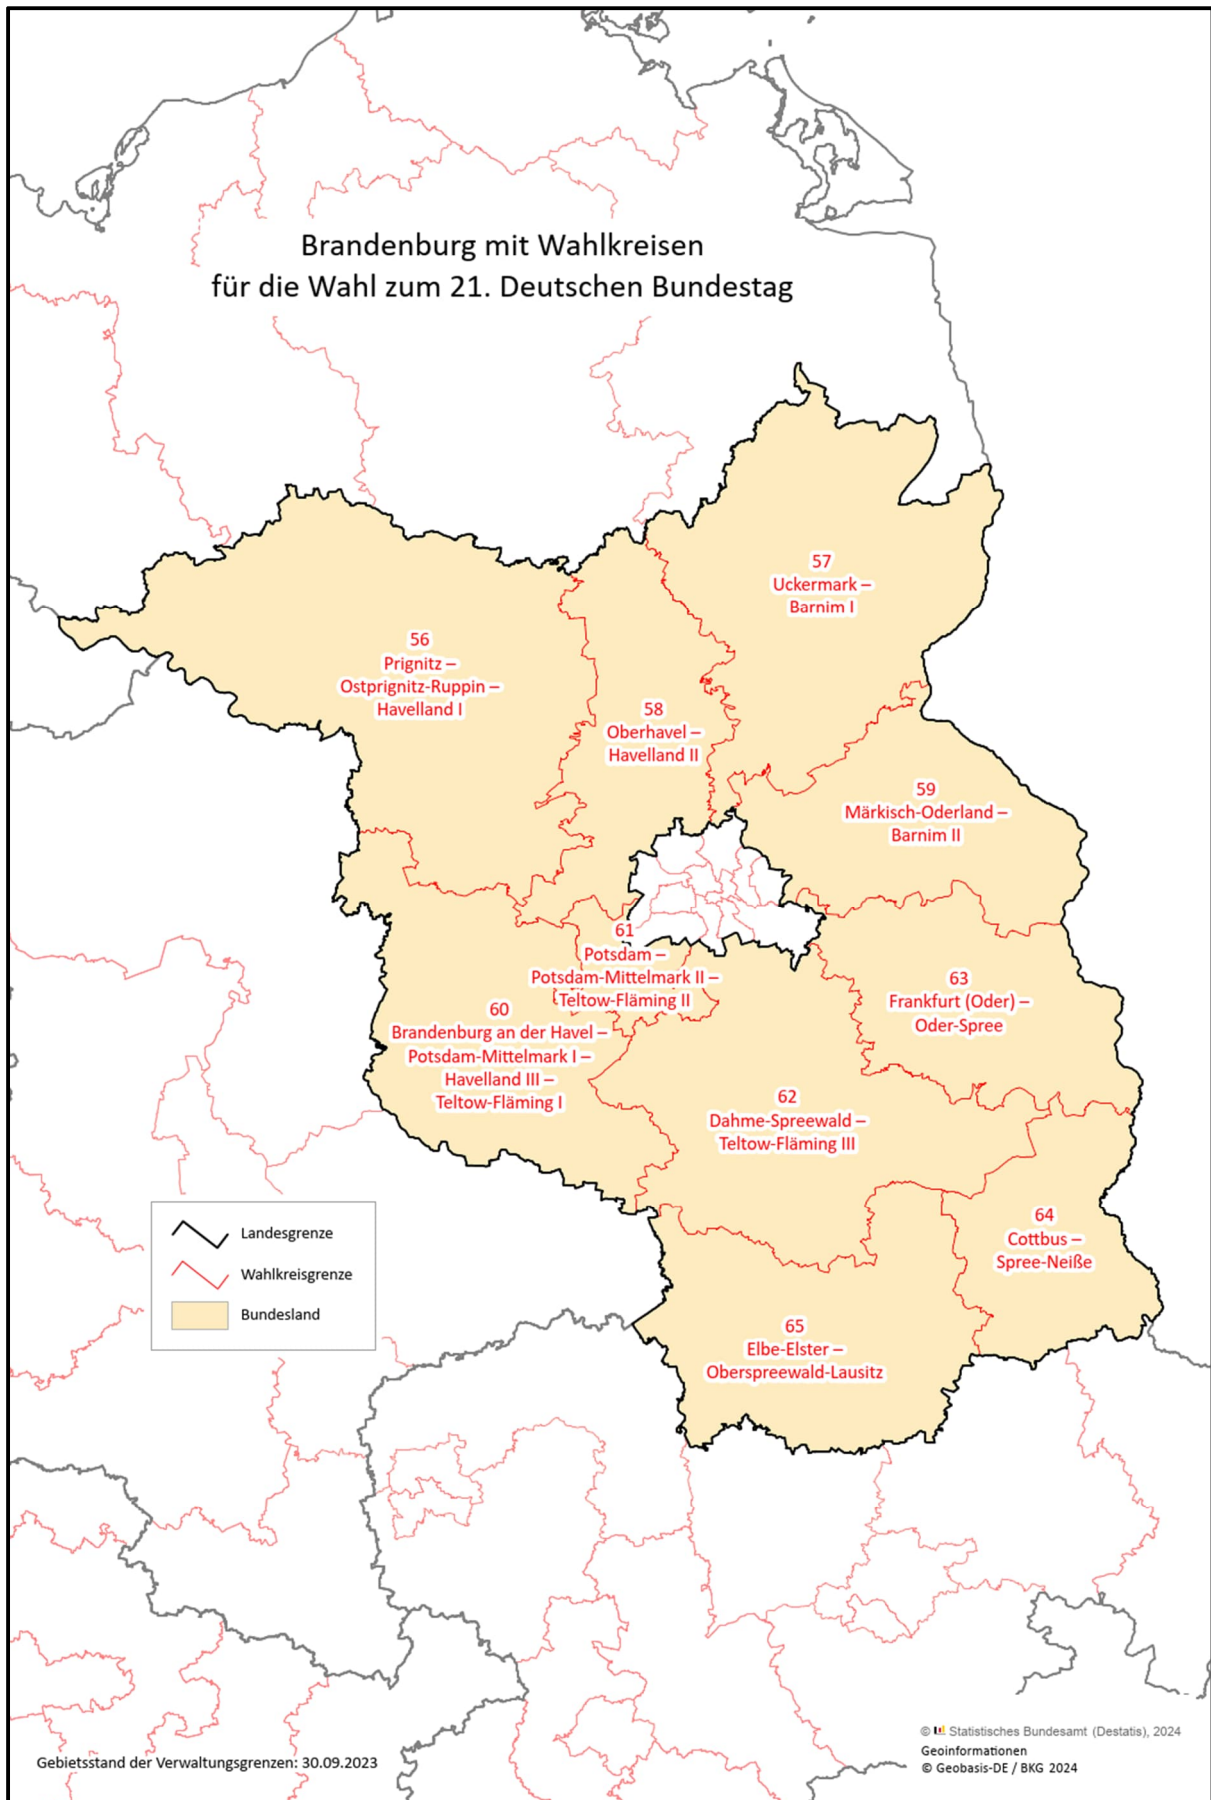 Brandenburg mit Wahlkreisen
für die Wahl zum 21. Deutschen Bundestag
57
Uckermark –
Barnim I
56
Prignitz –
Ostprignitz-Ruppin –
Havelland I
58
Oberhavel –
Havelland II
59
Märkisch-Oderland –
Barnim II
61
Potsdam –
Potsdam-Mittelmark II –
Teltow-Fläming II
63
Frankfurt (Oder) –
Oder-Spree
60
Brandenburg an der Havel –
Potsdam-Mittelmark I –
Havelland III –
Teltow-Fläming I
62
Dahme-Spreewald –
Teltow-Fläming III
64
Cottbus –
Spree-Neiße
65
Elbe-Elster –
Oberspreewald-Lausitz
Landesgrenze
Wahlkreisgrenze
Bundesland
Gebietsstand der Verwaltungsgrenzen: 30.09.2023
© Statistisches Bundesamt (Destatis), 2024
Geoinformationen
© Geobasis-DE / BKG 2024